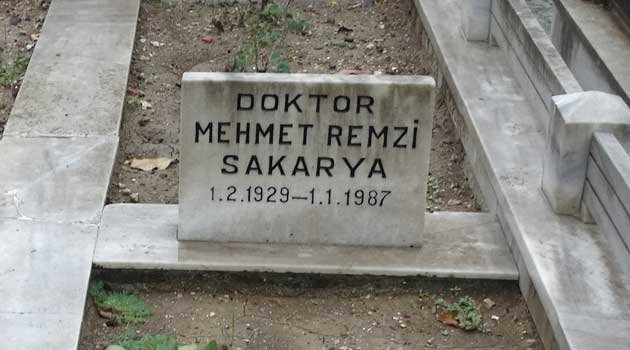 DOKTOR
MEHMET REMZİ
SAKARYA
1.2.1929—1.1.1987